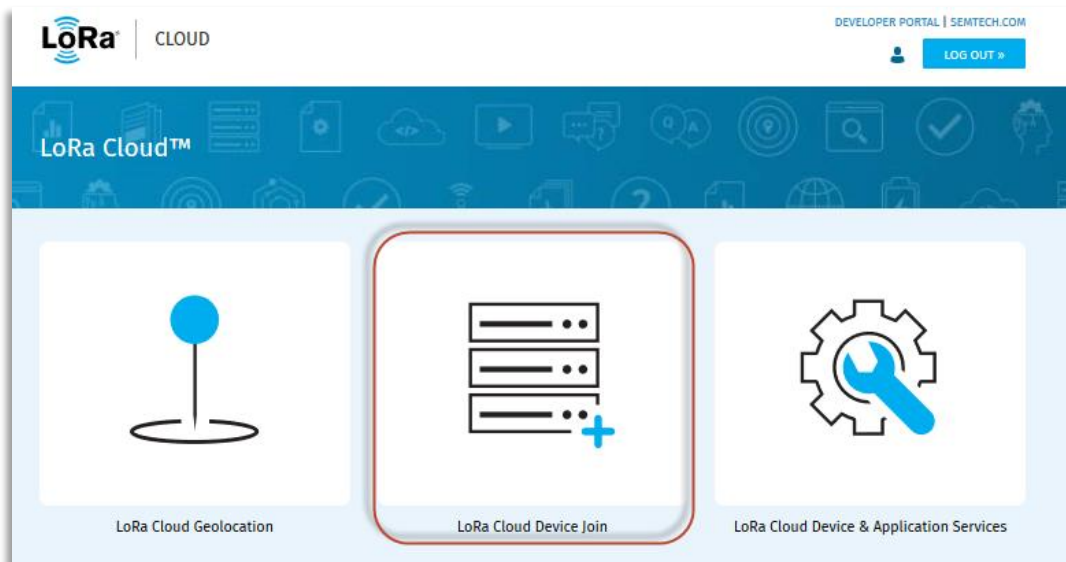 LoRa® CLOUD
DEVELOPER PORTAL | SEMTECH.COM
LOG OUT »
LoRa Cloud™
LoRa Cloud Geolocation
LoRa Cloud Device Join
LoRa Cloud Device & Application Services